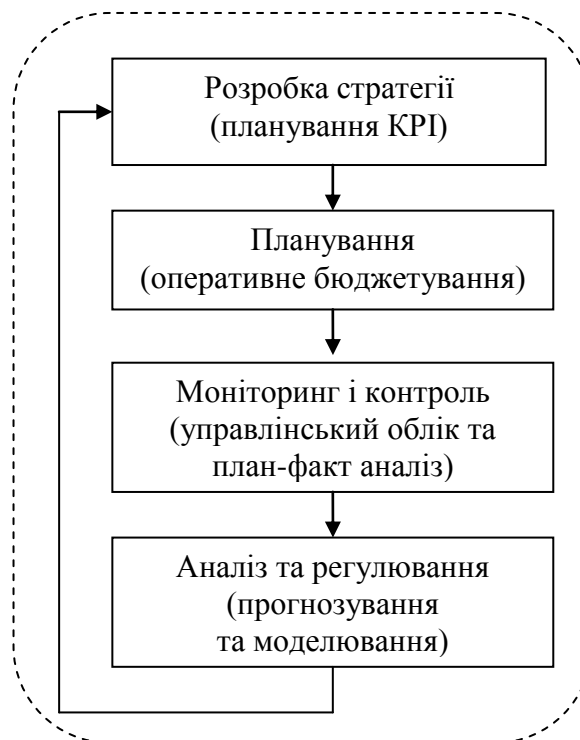 Розробка стратегії
(планування KPI)
Планування
(оперативне бюджетування)
Моніторинг і контроль
(управлінський облік та
план-факт аналіз)
Аналіз та регулювання
(прогнозування
та моделювання)